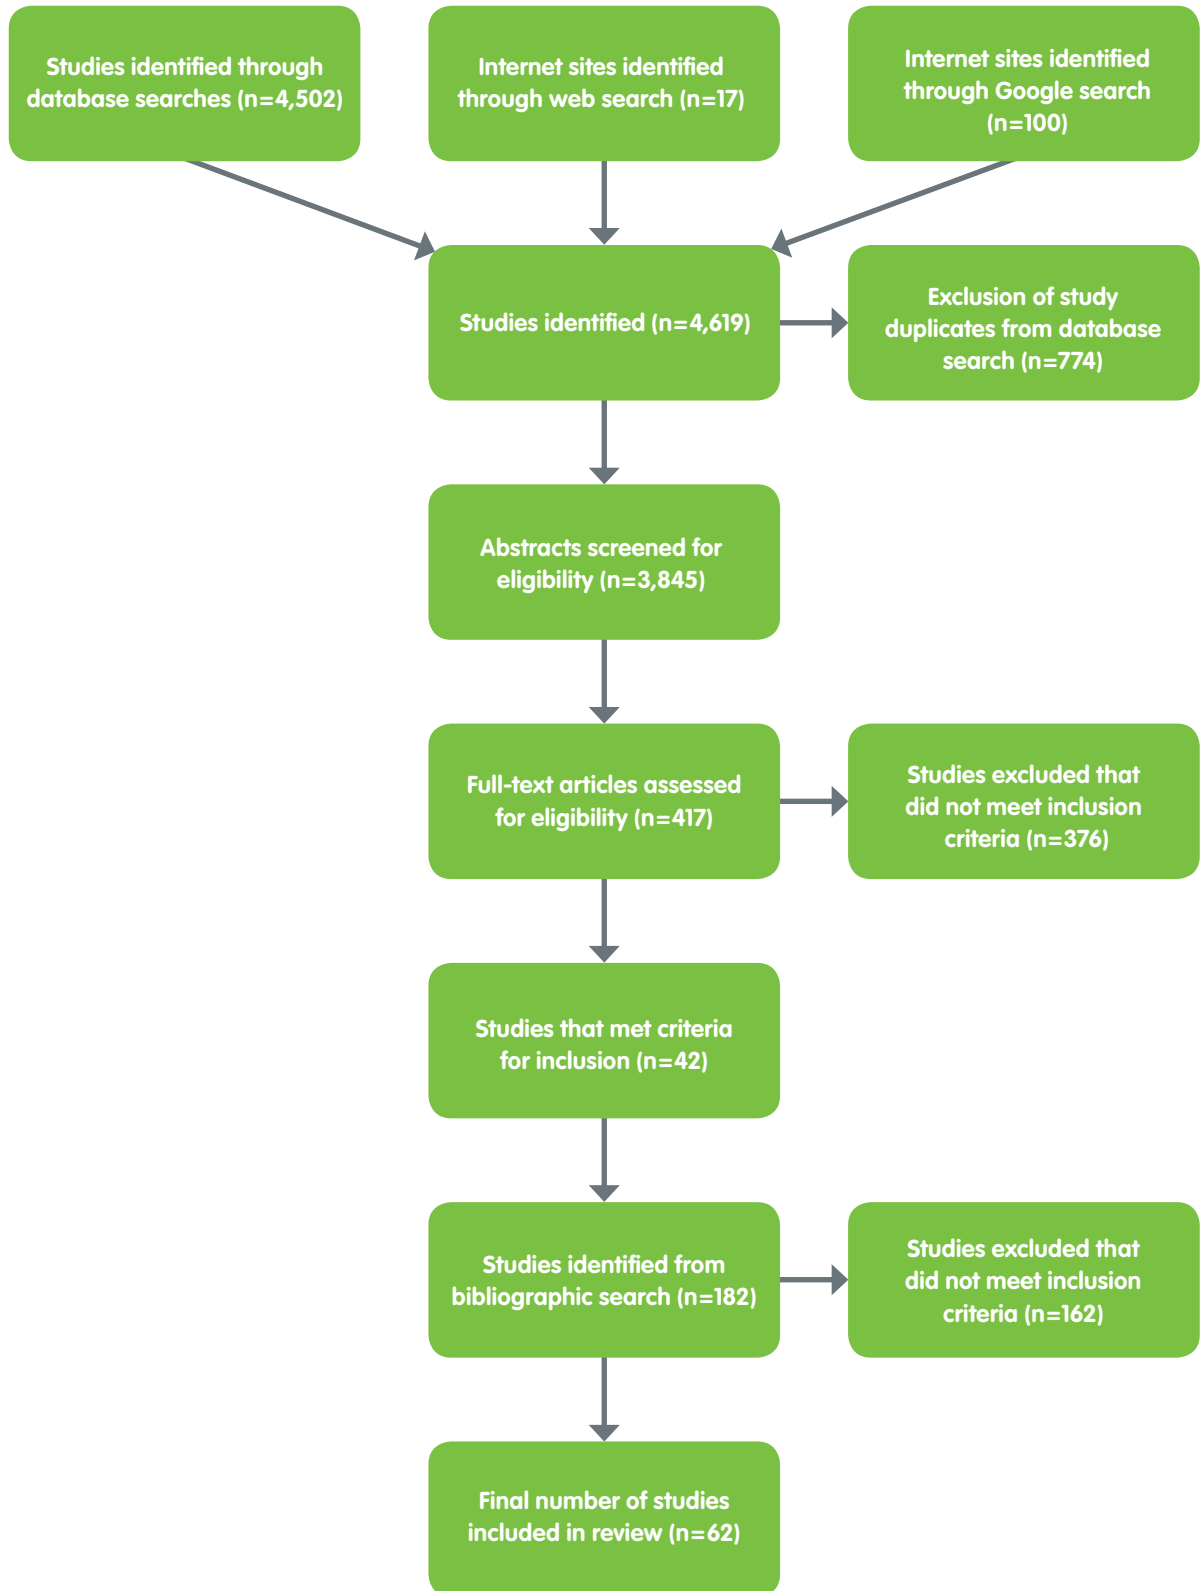 Studies identified through
database searches (n=4,502)
Internet sites identified
through web search (n=17)
Internet sites identified
through Google search
(n=100)
Studies identified (n=4,619)
Exclusion of study
duplicates from database
search (n=774)
Abstracts screened for
eligibility (n=3,845)
Full-text articles assessed
for eligibility (n=417)
Studies excluded that
did not meet inclusion
criteria (n=376)
Studies that met criteria
for inclusion (n=42)
Studies identified from
bibliographic search (n=182)
Studies excluded that
did not meet inclusion
criteria (n=162)
Final number of studies
included in review (n=62)